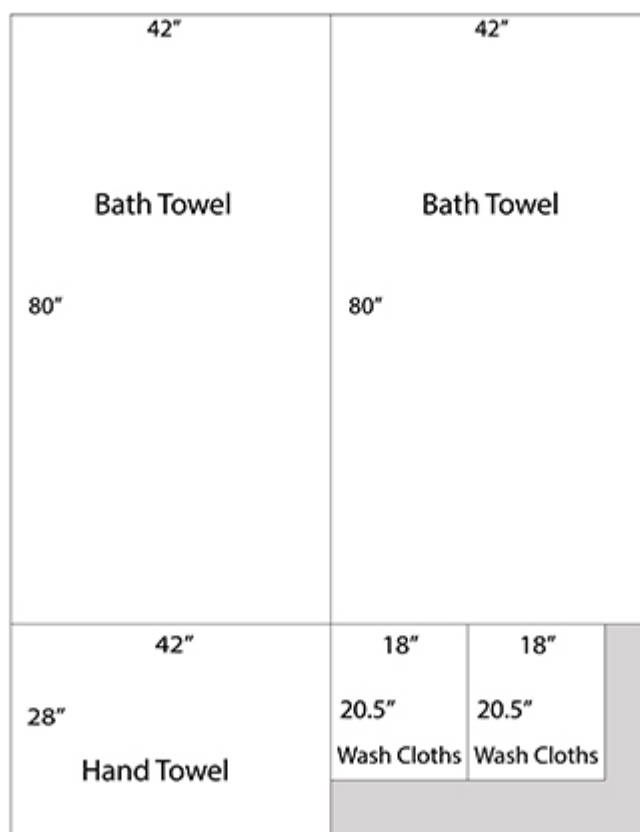 42"
42"
Bath Towel
Bath Towel
80"
80"
42"
18"
18"
28"
20.5"
20.5"
Wash Cloths
Wash Cloths
Hand Towel